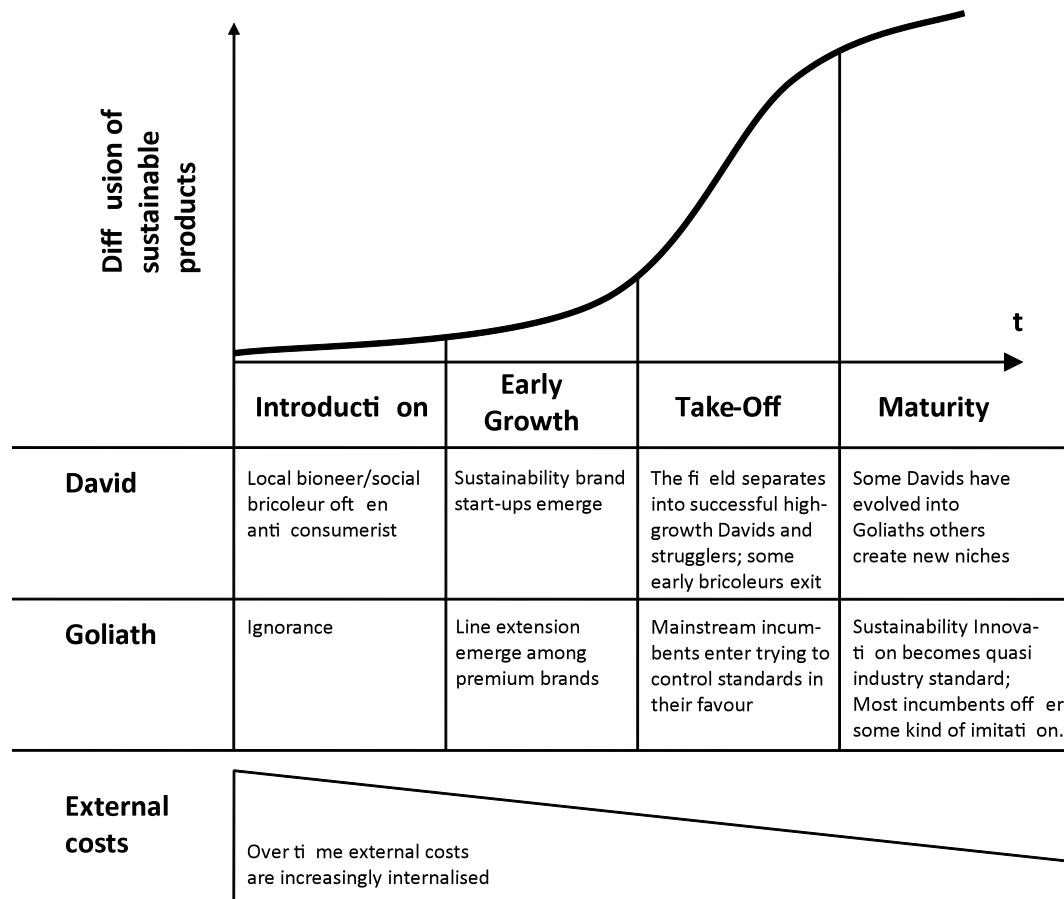 Diff usion of
sustainable
products
t
Introducti on
Early
Growth
Take-Off
Maturity
David
Local bioneer/social
bricoleur oft en
anti consumerist
Sustainability brand
start-ups emerge
The fi eld separates
into successful high-
growth Davids and
strugglers; some
early bricoleurs exit
Some Davids have
evolved into
Goliaths others
create new niches
Goliath
Ignorance
Line extension
emerge among
premium brands
Mainstream incum-
bents enter trying to
control standards in
their favour
Sustainability Innova-
ti on becomes quasi
industry standard;
Most incumbents off er
some kind of imitati on.
External
costs
Over ti me external costs
are increasingly internalised